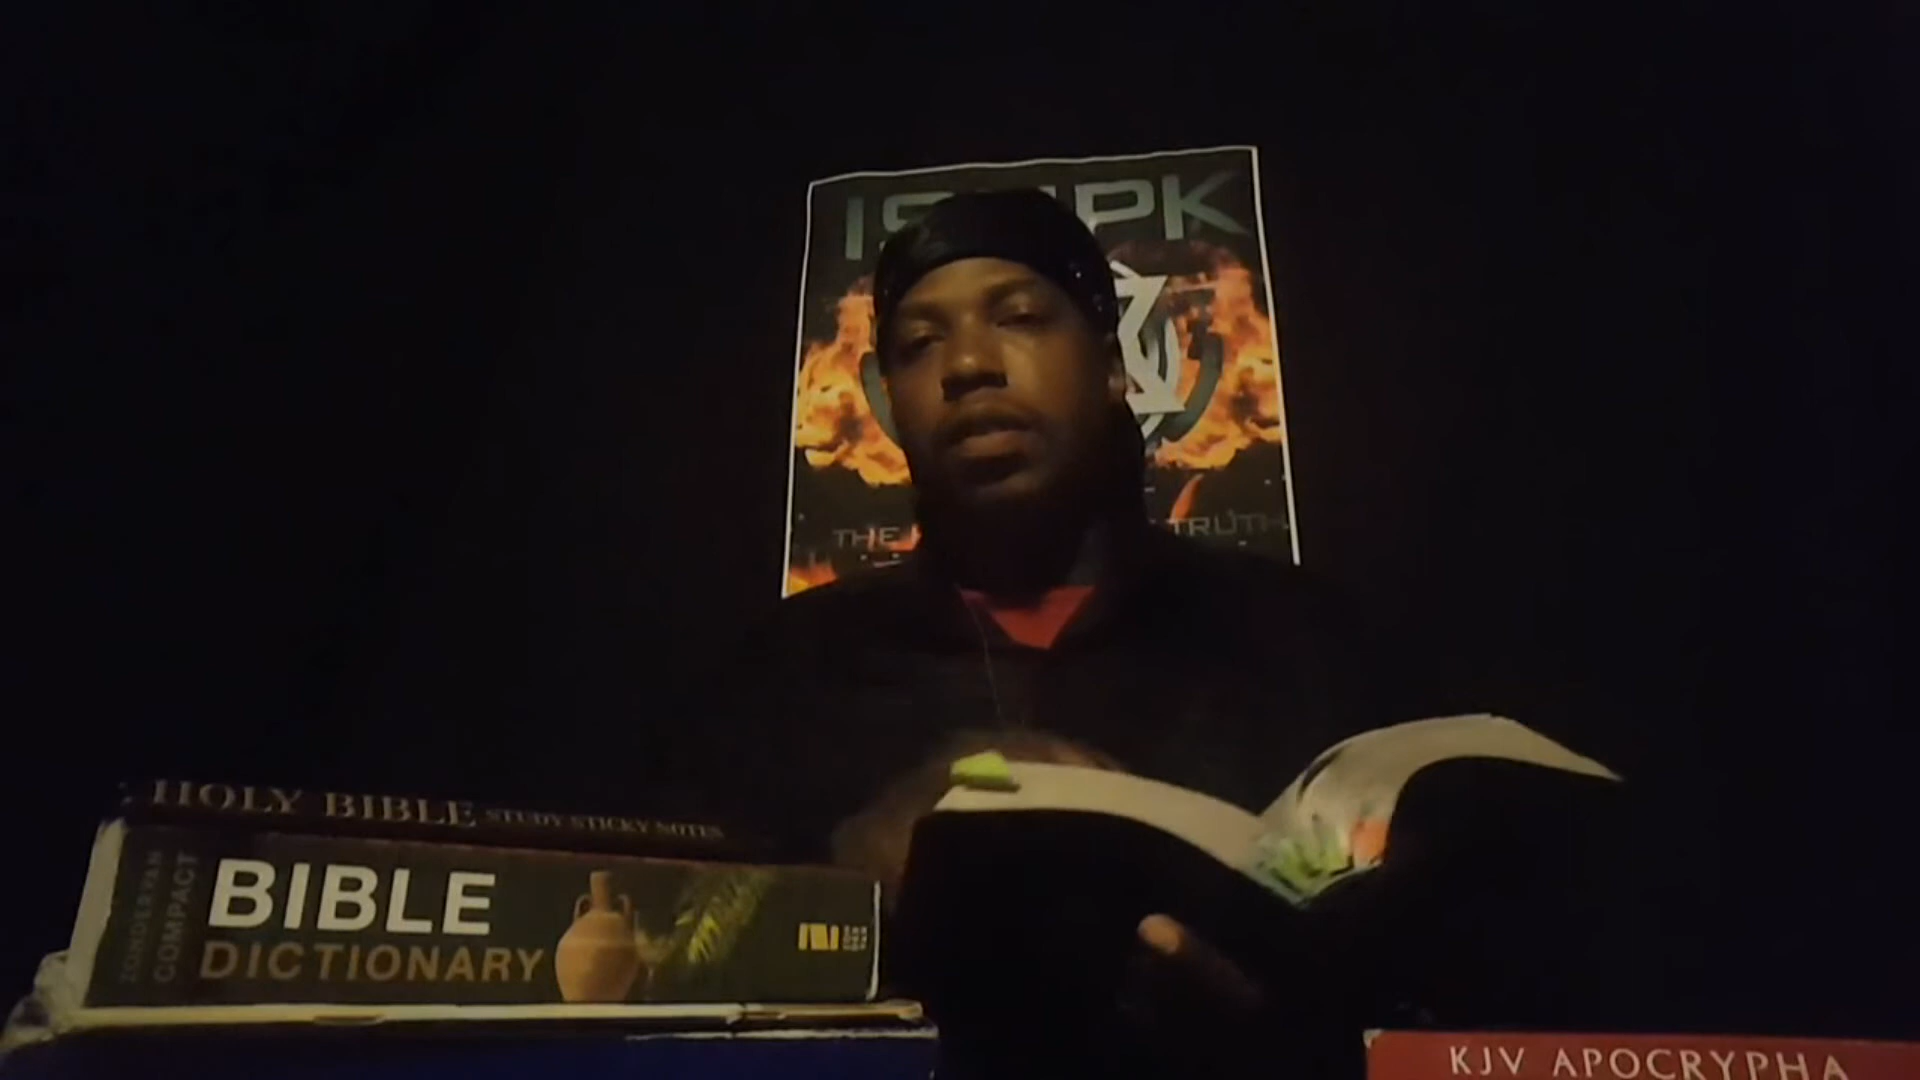 THE TRUTH
HOLY BIBLE STUDY STICKY NOTES
ZONDERVAN
COMPACT
BIBLE
DICTIONARY
KJV APOCRYPHA